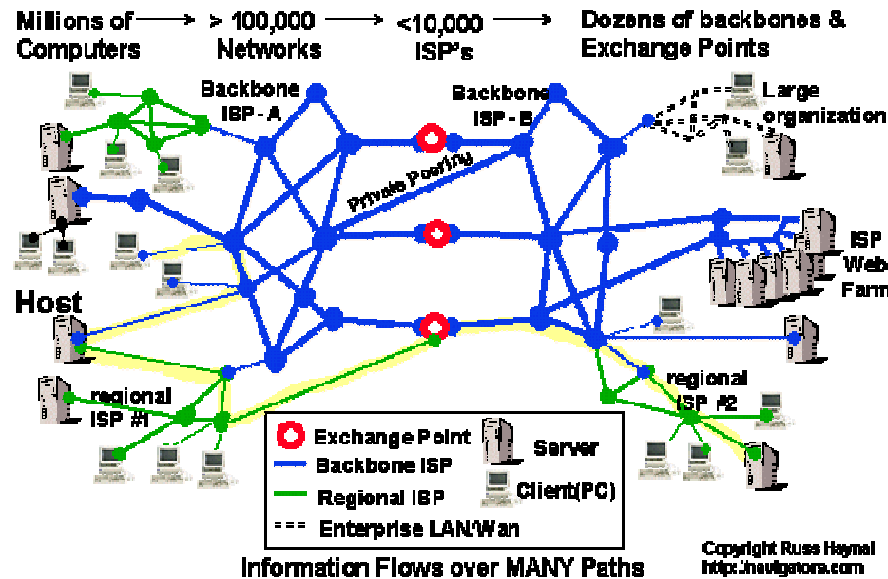 Millions of
Computers
> 100,000
Networks
<10,000
ISP's
Dozens of backbones &
Exchange Points
Backbone
ISP - A
Backbone
ISP - B
Large
organization
Private Peering
ISP
Web
Farm
Host
regional
ISP #1
regional
ISP #2
Exchange Point
Backbone ISP
Regional ISP
Enterprise LAN/Wan
Server
Client(PC)
Information Flows over MANY Paths
Copyright Russ Haynal
http://navigators.com